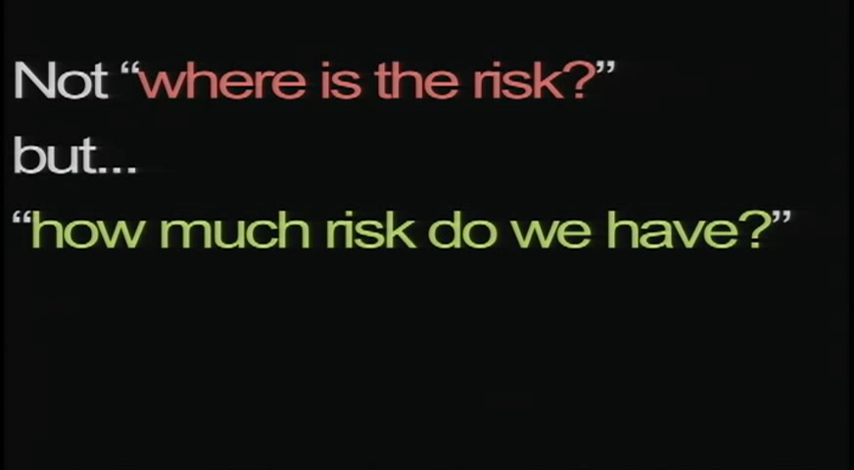 Not “where is the risk?”
but...
“how much risk do we have?”